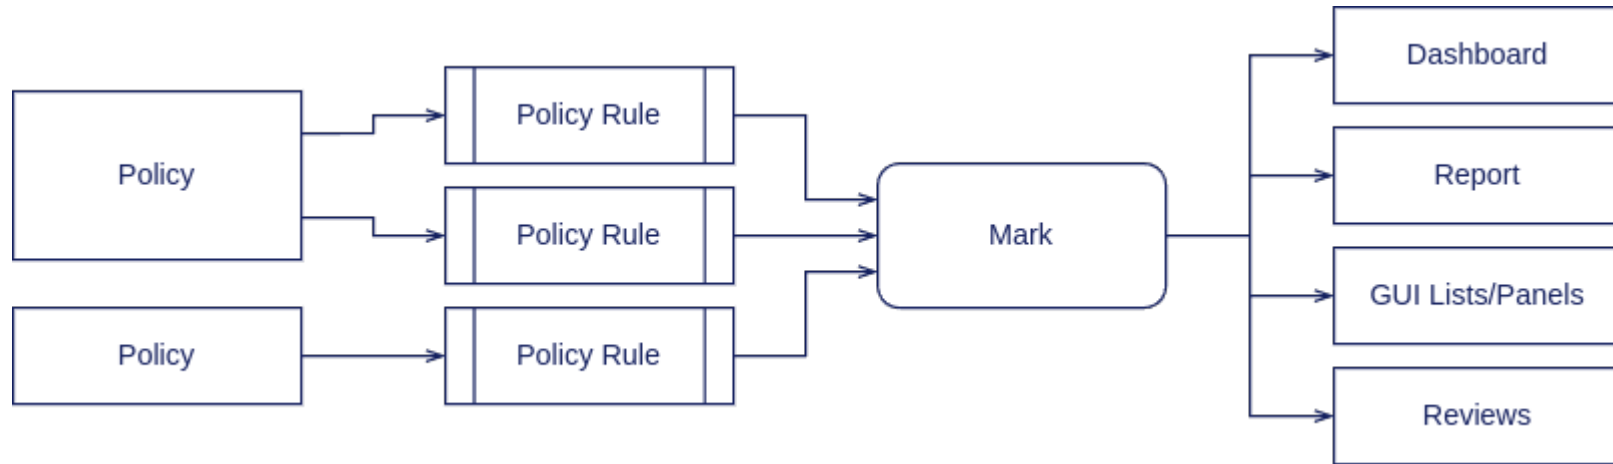 Policy
Policy
Policy Rule
Policy Rule
Policy Rule
Mark
Dashboard
Report
GUI Lists/Panels
Reviews